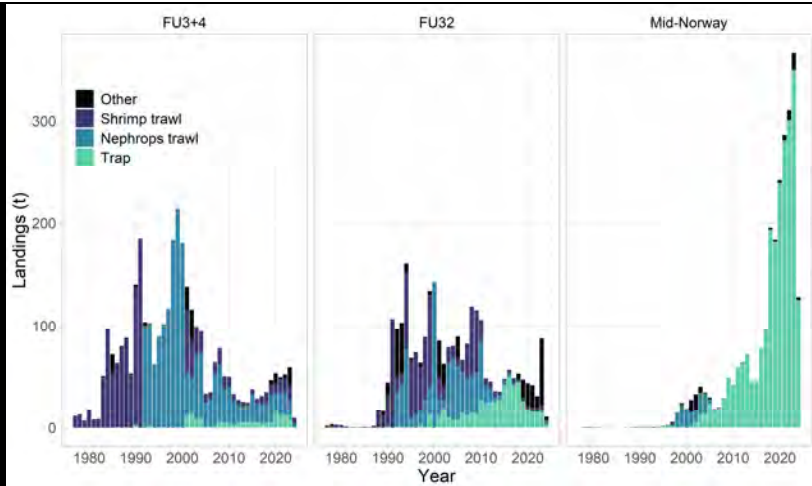 FU3+4 FU32 Mid-Norway
Other
Shrimp trawl
Nephrops trawl
Trap
300
200
100
0
Landings (t)
1980 1990 2000 2010 2020 1980 1990 2000 2010 2020 1980 1990 2000 2010 2020
Year